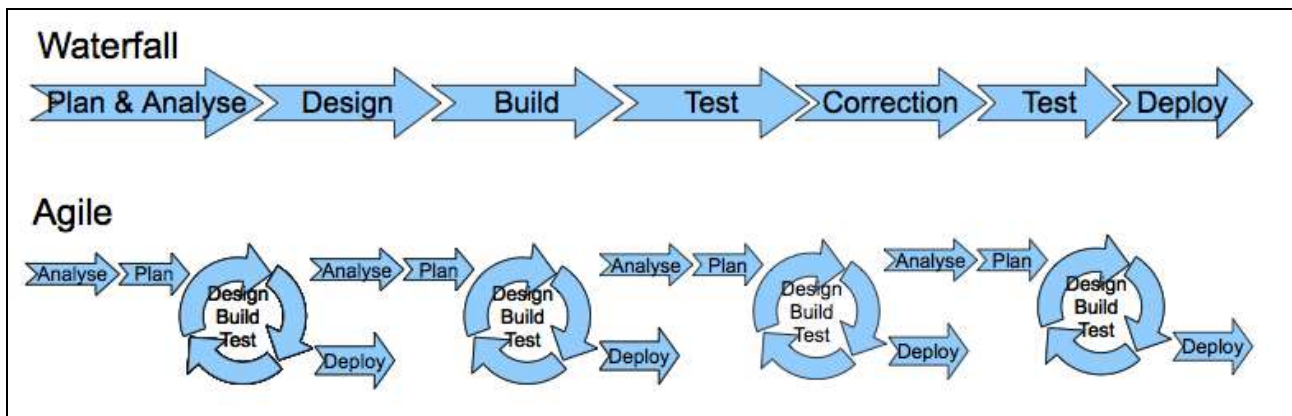 Waterfall
Plan & Analyse Design Build Test Correction Test Deploy
Agile
Analyse Plan Analyse Plan Analyse Plan Analyse Plan
Design Design Design Design
Build Build Build Build
Test Test Test Test
Deploy Deploy Deploy Deploy